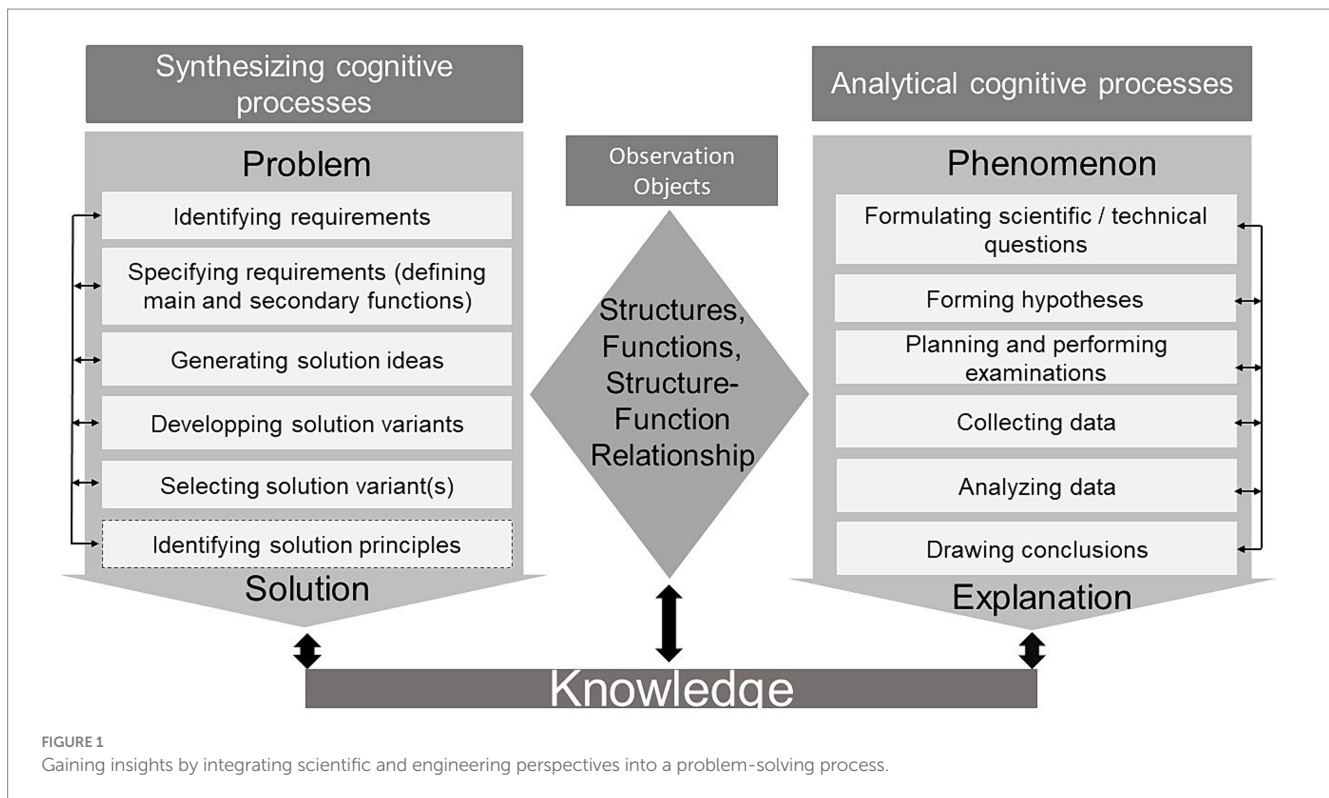 Synthesizing cognitive
processes
Problem
Identifying requirements
Specifying requirements (defining
main and secondary functions)
Generating solution ideas
Developping solution variants
Selecting solution variant(s)
Identifying solution principles
Solution
Observation
Objects
Structures,
Functions,
Structure-
Function
Relationship
Analytical cognitive processes
Phenomenon
Formulating scientific / technical
questions
Forming hypotheses
Planning and performing
examinations
Collecting data
Analyzing data
Drawing conclusions
Explanation
Knowledge
FIGURE 1
Gaining insights by integrating scientific and engineering perspectives into a problem-solving process.